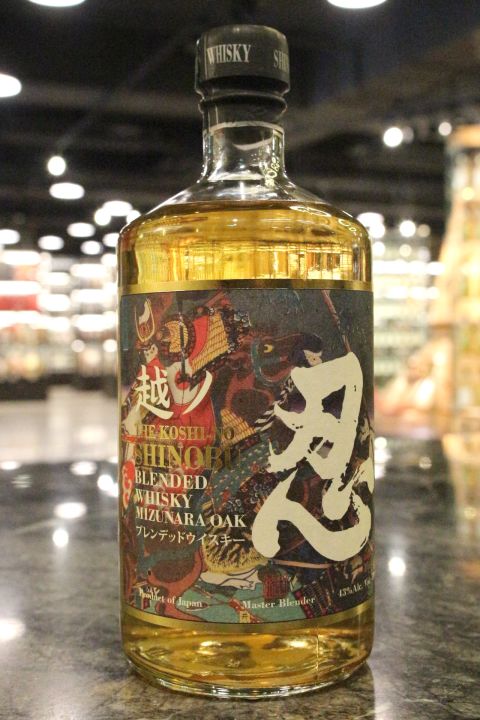 WHISKY
越ノ
忍
THE KOSHI-NO
SHINOBU
BLENDED
WHISKY
MIZUNARA OAK
ブレンデッドウイスキー
Product of Japan
Master Blender
43% Alc.